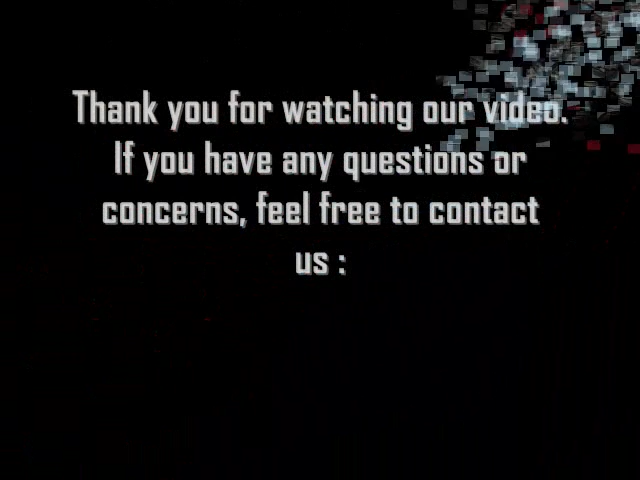 Thank you for watching our video.
If you have any questions or
concerns, feel free to contact
us :